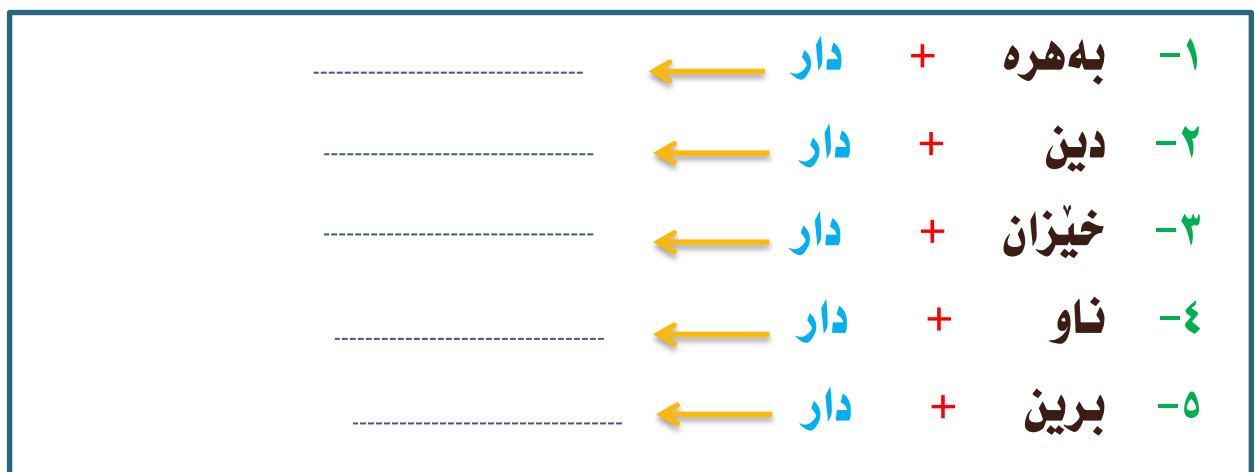 ١- بەهرە + دار ← ---------------------------
٢- دین + دار ← ---------------------------
٣- خێزان + دار ← ---------------------------
٤- ناو + دار ← ---------------------------
٥- برین + دار ← ---------------------------